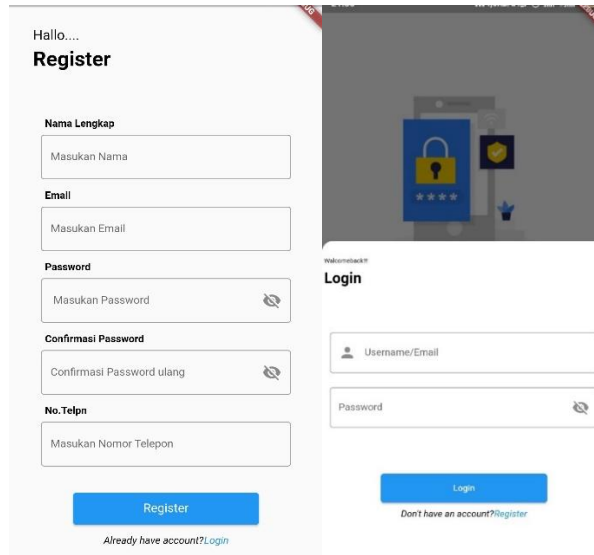 Hallo....
Register
Nama Lengkap
Masukan Nama
Email
Masukan Email
Password
Masukan Password
Confirmasi Password
Confirmasi Password ulang
No.Telpn
Masukan Nomor Telepon
Register
Already have account?Login
****
Walcomeback!!!
Login
Username/Email
Password
Login
Don't have an account?Register